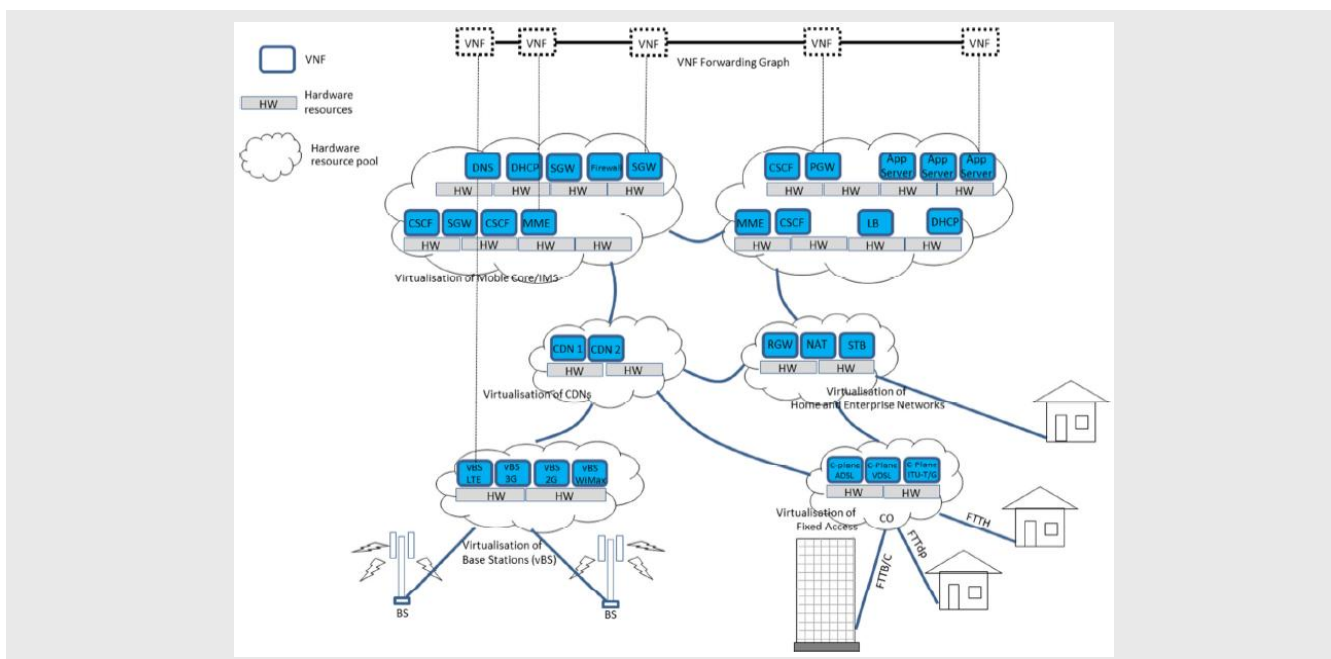 VNF VNF VNF VNF VNF
VNF Forwarding Graph
VNF
HW
Hardware
resources
Hardware
resource pool
DNS DHCP SGW Firewall SGW
HW HW HW HW
CSCF SGW CSCF MME
HW HW HW HW
Virtualisation of Moble Core/IMS
CSCF PGW App Server App Server App Server
HW HW HW HW
MME CSCF LB DHCP
HW HW HW HW
CDN 1 CDN 2
HW HW
Virtualisation of CDNs
RGW NAT STB
HW HW
Virtualisation of
Home and Enterprise Networks
vBS LTE vBS 3G vBS 2G vBS WiMax
HW HW
Virtualisation of
Base Stations (vBS)
BS BS
C-plane ADSL C-Plane VDSL C-Plane ITU-T/G
HW HW
Virtualisation of
Fixed Access
CO
FTTH
FTTdp
FTTB/C